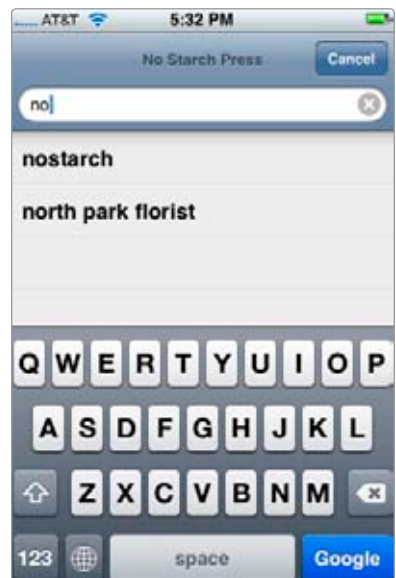 AT&T 5:32 PM
No Starch Press Cancel
no
nostarch
north park florist
Q W E R T Y U I O P
A S D F G H J K L
Z X C V B N M
123 space Google